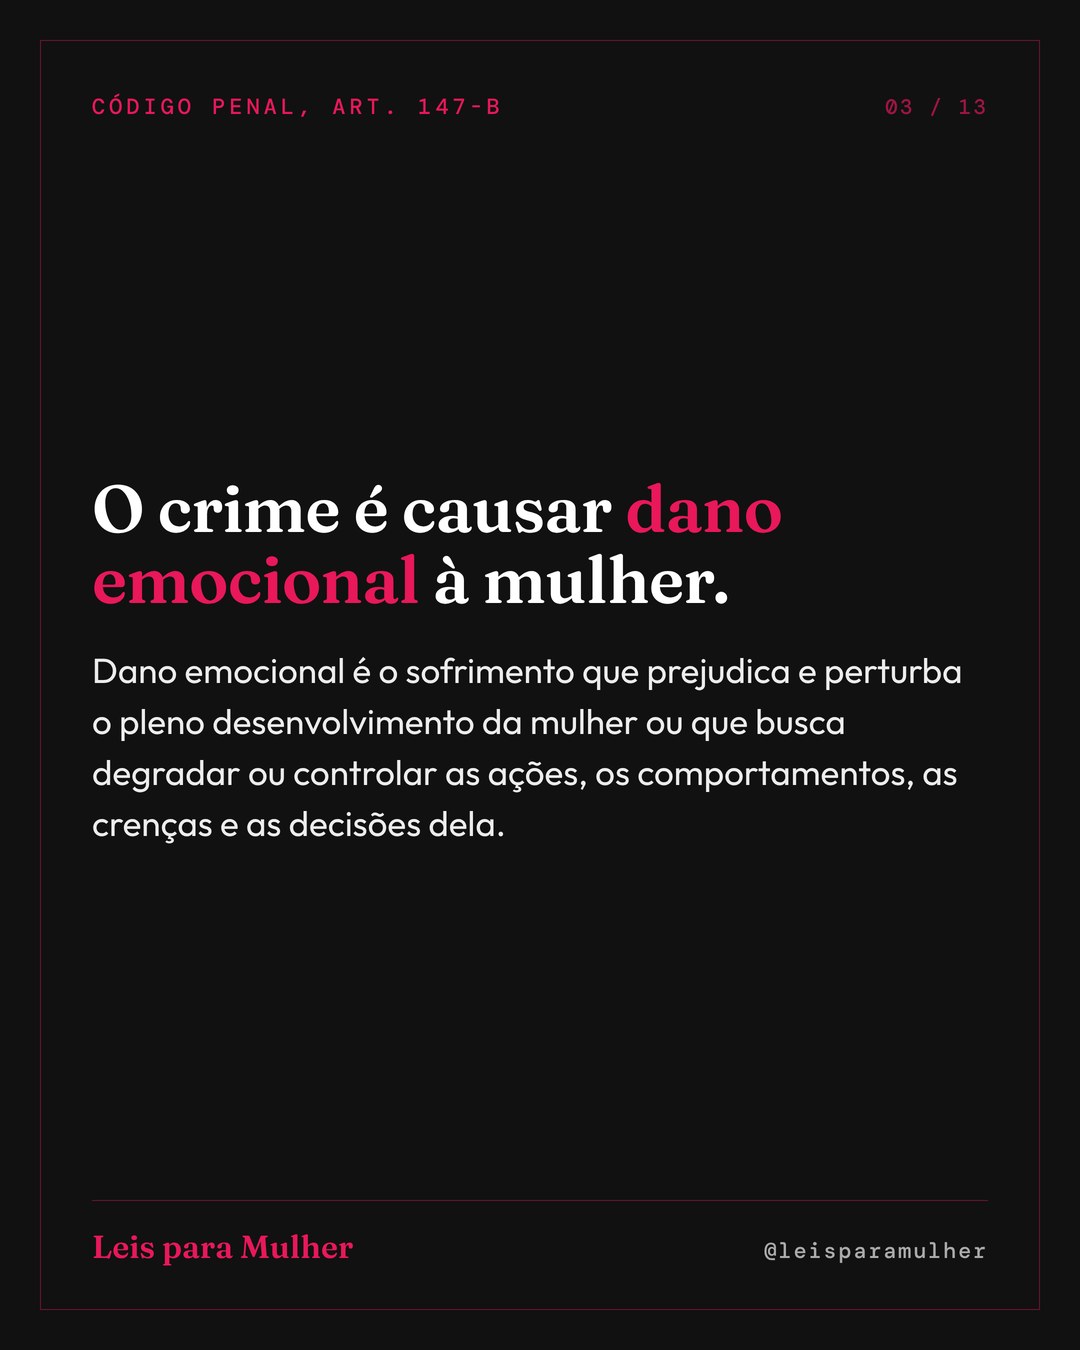 CÓDIGO PENAL, ART. 147-B
03 / 13
O crime é causar dano
emocional à mulher.
Dano emocional é o sofrimento que prejudica e perturba
o pleno desenvolvimento da mulher ou que busca
degradar ou controlar as ações, os comportamentos, as
crenças e as decisões dela.
Leis para Mulher
@leisparamulher